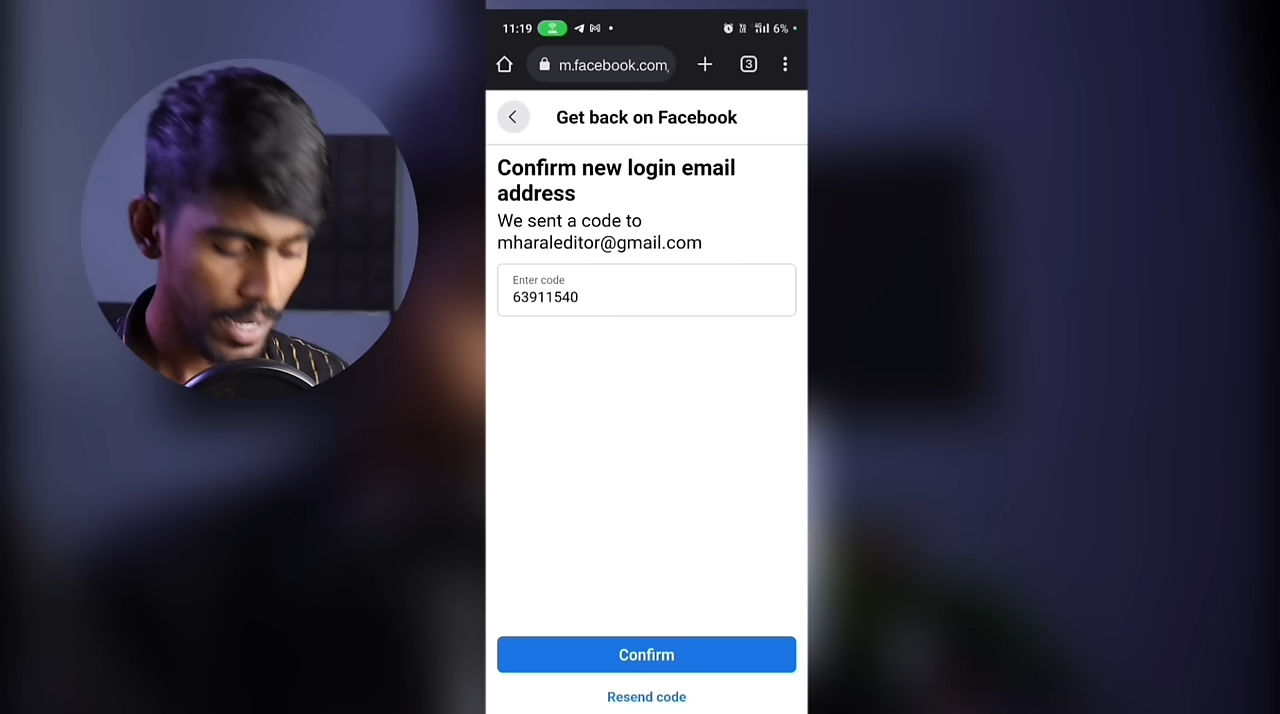 11:19
6%
m.facebook.com
3
Get back on Facebook
Confirm new login email
address
We sent a code to
mharaleditor@gmail.com
Enter code
63911540
Confirm
Resend code